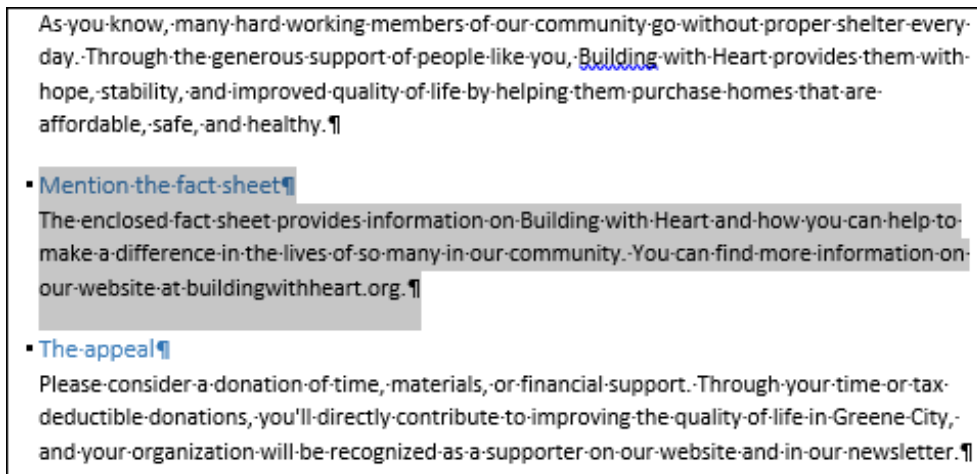 As you know, many hard working members of our community go without proper shelter every
day. Through the generous support of people like you, Building with Heart provides them with
hope, stability, and improved quality of life by helping them purchase homes that are
affordable, safe, and healthy.¶
▪ Mention the fact sheet¶
The enclosed fact sheet provides information on Building with Heart and how you can help to
make a difference in the lives of so many in our community. You can find more information on
our website at buildingwithheart.org.¶
▪ The appeal¶
Please consider a donation of time, materials, or financial support. Through your time or tax
deductible donations, you'll directly contribute to improving the quality of life in Greene City,
and your organization will be recognized as a supporter on our website and in our newsletter.¶